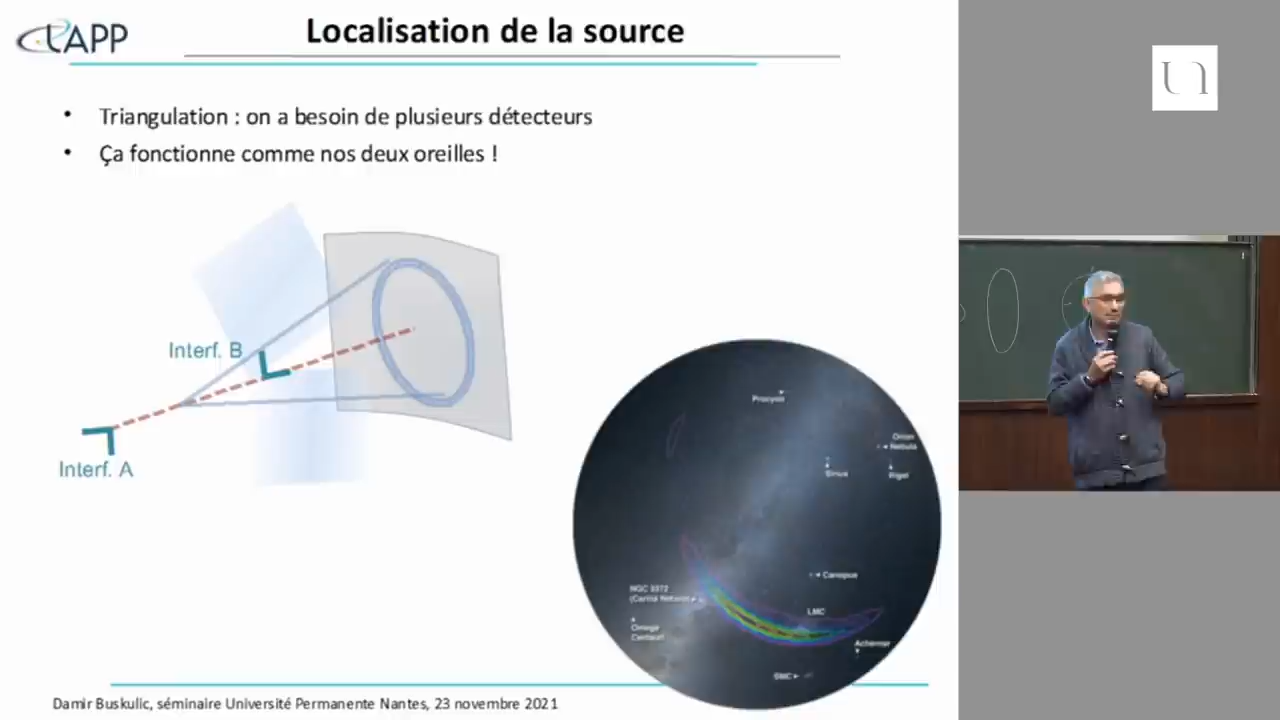 LAPP
Localisation de la source
• Triangulation : on a besoin de plusieurs détecteurs
• Ça fonctionne comme nos deux oreilles !
Interf. B
Interf. A
Procyon
Orion
Nebula
Sirius
Rigel
Canopus
NGC 3372
(Carina Nebula)
LMC
Omega
Centauri
Achernar
SMC
Damir Buskulic, séminaire Université Permanente Nantes, 23 novembre 2021